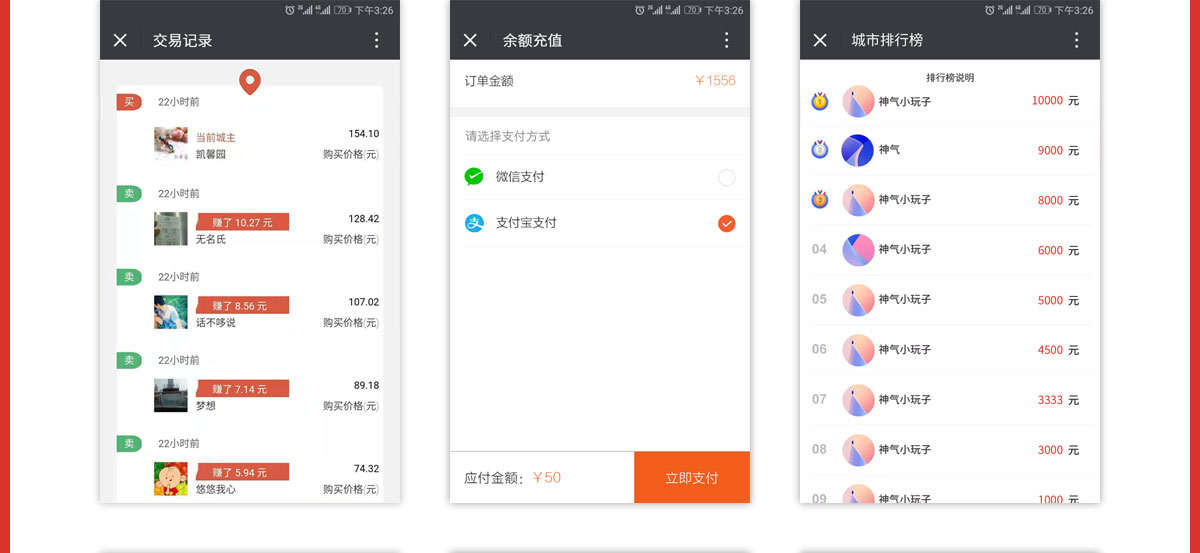 2G 4G 70 下午3:26
交易记录
买 22小时前
当前城主 154.10
凯馨园 购买价格(元)
卖 22小时前
赚了 10.27 元 128.42
无名氏 购买价格(元)
卖 22小时前
赚了 8.56 元 107.02
话不哆说 购买价格(元)
卖 22小时前
赚了 7.14 元 89.18
梦想 购买价格(元)
卖 22小时前
赚了 5.94 元 74.32
悠悠我心 购买价格(元)
2G 4G 70 下午3:26
余额充值
订单金额 ¥1556
请选择支付方式
微信支付
支付宝支付
应付金额: ¥50 立即支付
2G 4G 70 下午3:26
城市排行榜
排行榜说明
1 神气小玩子 10000 元
2 神气 9000 元
3 神气小玩子 8000 元
04 神气小玩子 6000 元
05 神气小玩子 5000 元
06 神气小玩子 4500 元
07 神气小玩子 3333 元
08 神气小玩子 3000 元
09 神气小玩子 1000 元